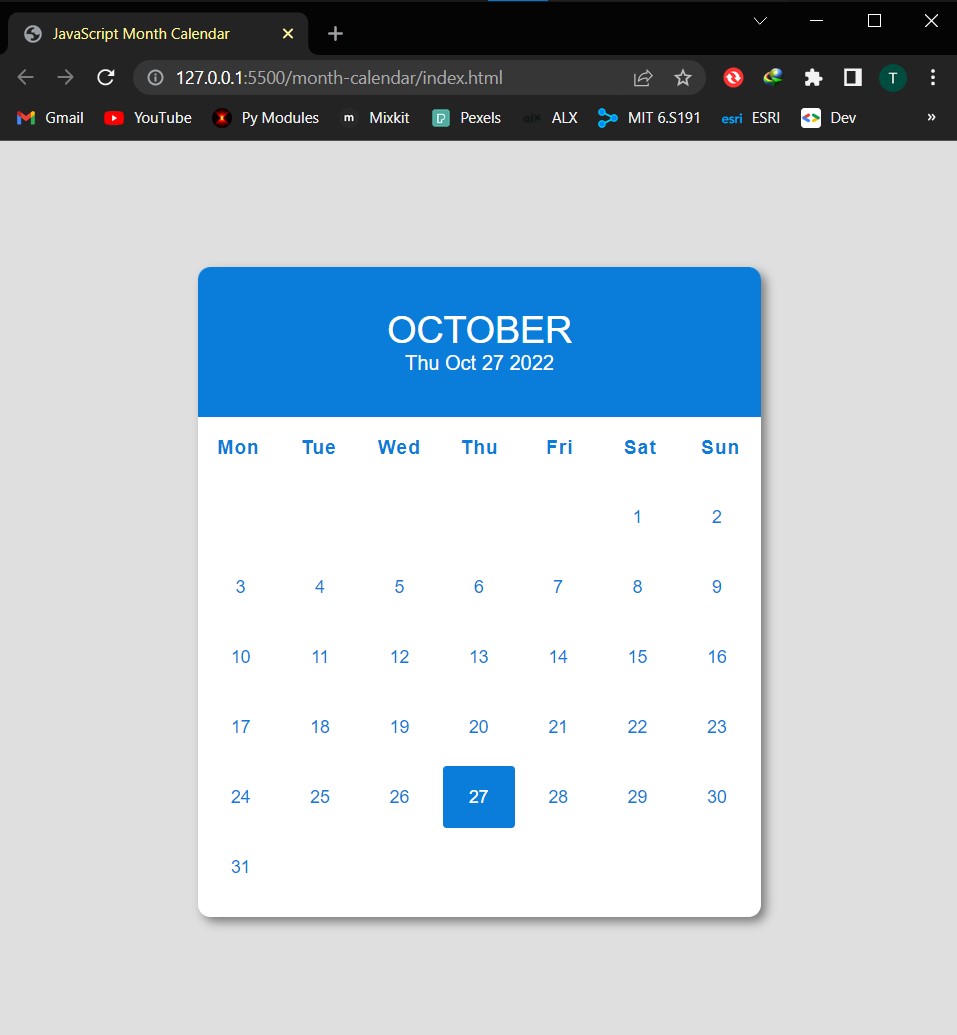 JavaScript Month Calendar
127.0.0.1:5500/month-calendar/index.html
T
Gmail YouTube Py Modules m Mixkit P Pexels alx ALX MIT 6.S191 esri ESRI Dev »
OCTOBER
Thu Oct 27 2022
Mon Tue Wed Thu Fri Sat Sun
1 2
3 4 5 6 7 8 9
10 11 12 13 14 15 16
17 18 19 20 21 22 23
24 25 26 27 28 29 30
31